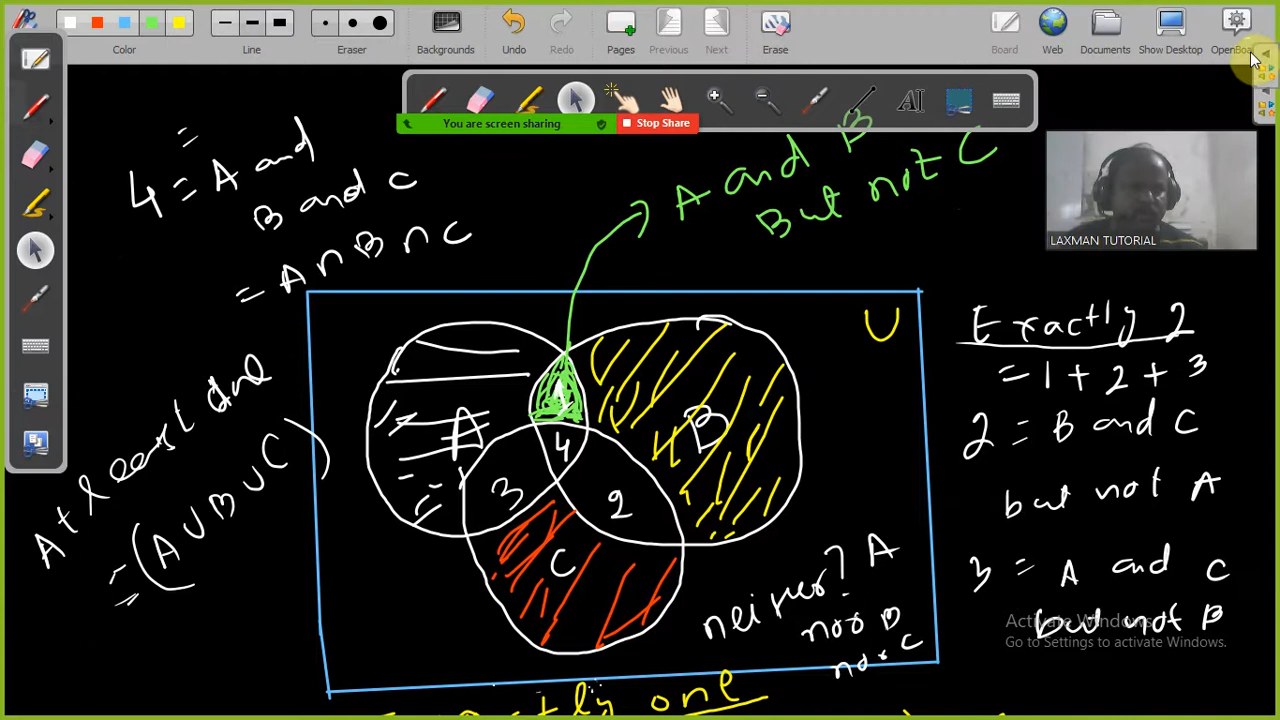 Color
Line
Eraser
Backgrounds
Undo
Redo
Pages
Previous
Next
Erase
Board
Web
Documents
Show Desktop
OpenBoa
You are screen sharing
Stop Share
LAXMAN TUTORIAL
4 = A and
B and C
= A ∩ B ∩ C
A and B
But not C
U
A
B
C
1
4
3
2
At least one
= (A ∪ B ∪ C)
Exactly 2
= 1 + 2 + 3
2 = B and C
but not A
3 = A and C
but not B
neither? A
nor B
nor C
one
Activate Windows
Go to Settings to activate Windows.